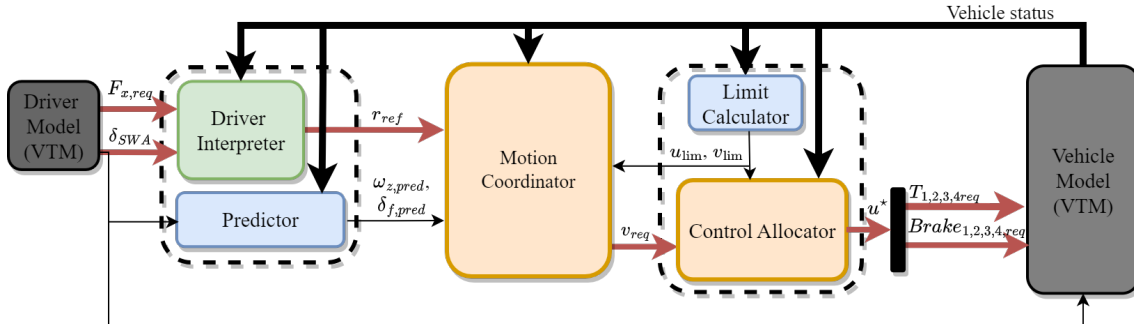 Vehicle status
Driver
Model
(VTM)
F_{x,req}
δ_{SWA}
Driver
Interpreter
r_{ref}
Predictor
ω_{z,pred},
δ_{f,pred}
Motion
Coordinator
Limit
Calculator
u_{lim}, v_{lim}
v_{req}
Control Allocator
u^⋆
T_{1,2,3,4req}
Brake_{1,2,3,4,req}
Vehicle
Model
(VTM)